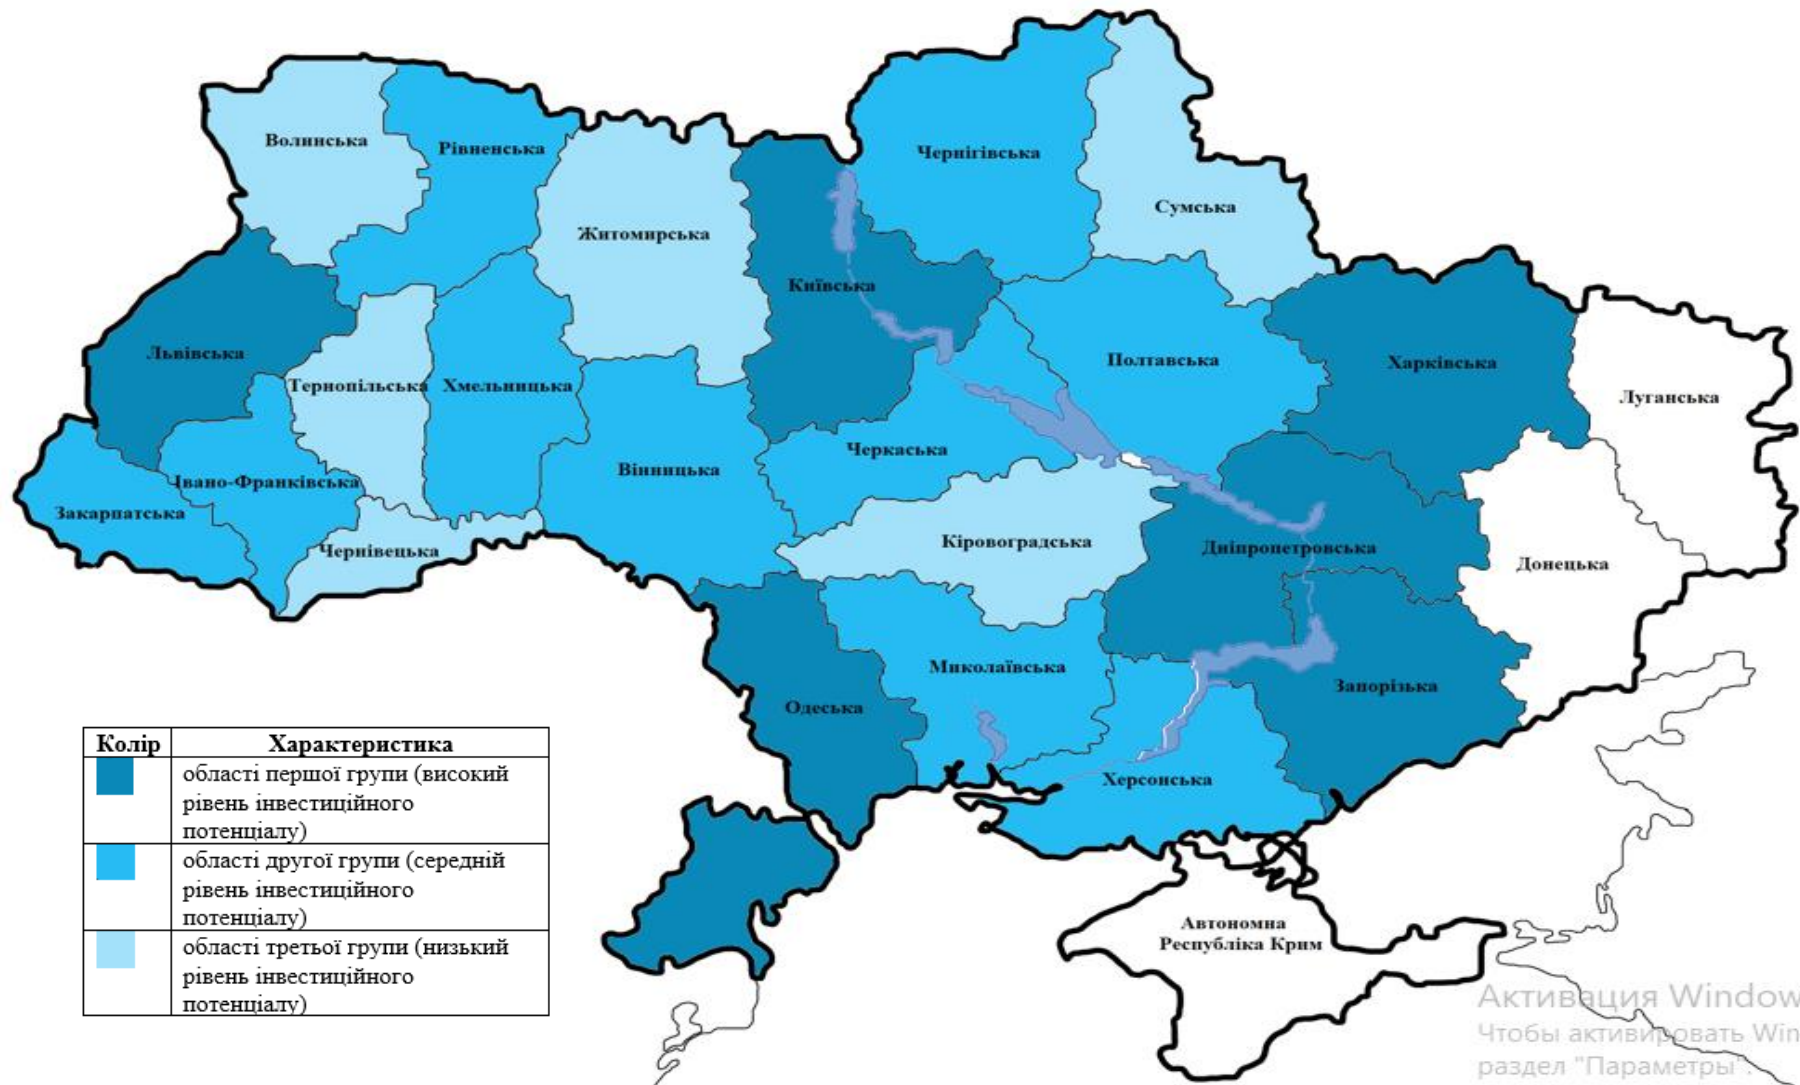 Волинська
Рівненська
Житомирська
Чернігівська
Сумська
Київська
Львівська
Тернопільська
Хмельницька
Полтавська
Харківська
Луганська
Черкаська
Вінницька
Івано-Франківська
Закарпатська
Чернівецька
Кіровоградська
Дніпропетровська
Донецька
Миколаївська
Запорізька
Одеська
Херсонська
Автономна
Республіка Крим
Колір Характеристика
області першої групи (високий
рівень інвестиційного
потенціалу)
області другої групи (середній
рівень інвестиційного
потенціалу)
області третьої групи (низький
рівень інвестиційного
потенціалу)
Активация Window
Чтобы активировать Win
раздел "Параметры".